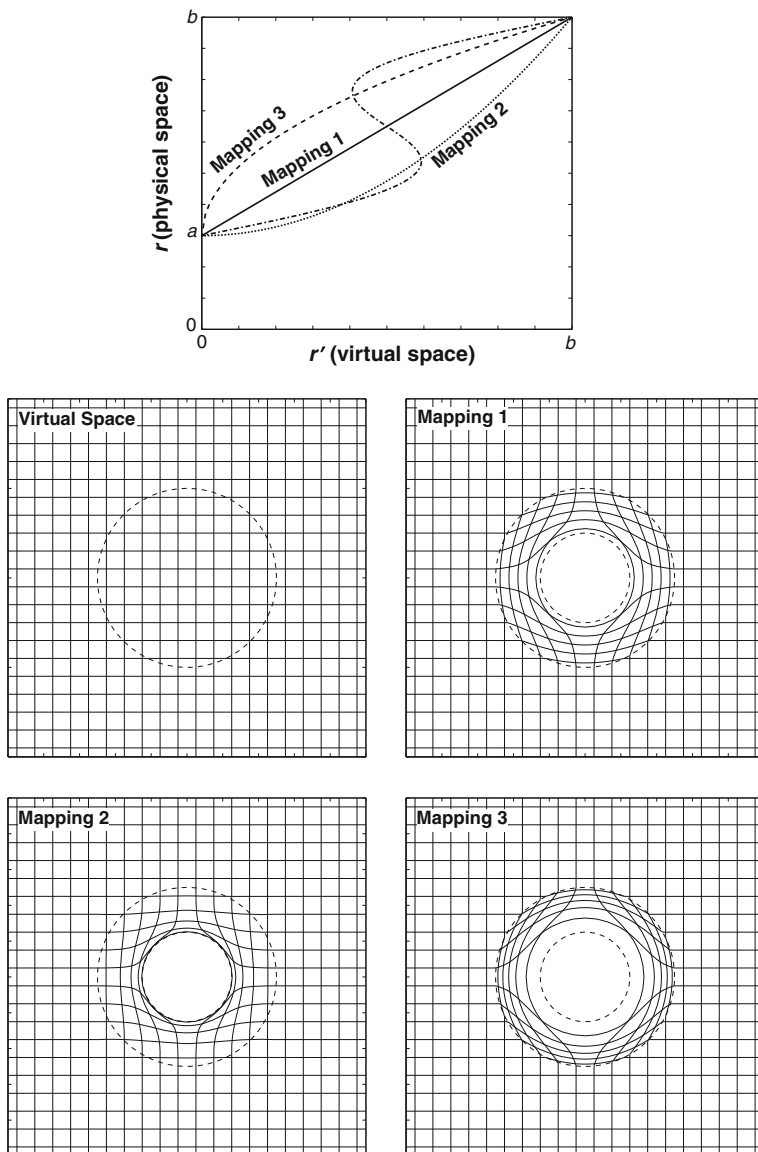 b
r (physical space)
Mapping 3
Mapping 1
Mapping 2
a
0
0
b
r′ (virtual space)
Virtual Space
Mapping 1
Mapping 2
Mapping 3